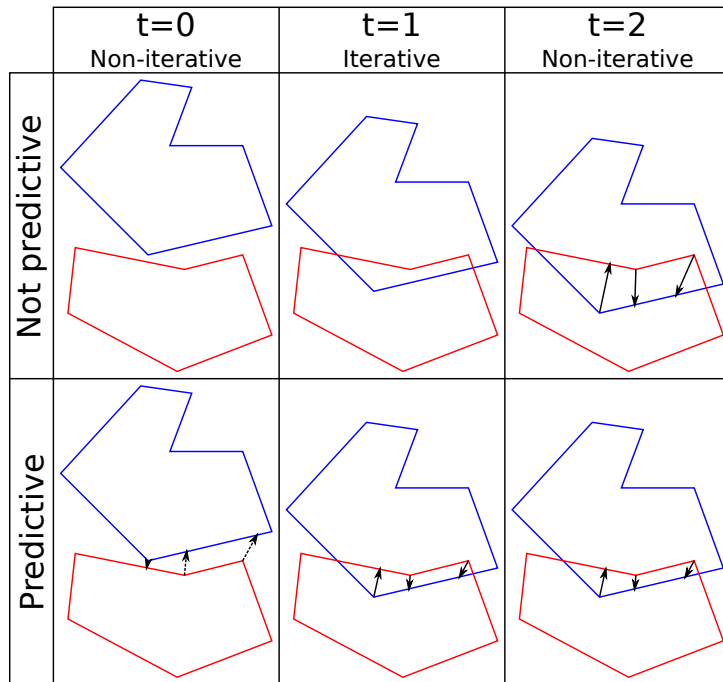 t=0
Non-iterative
t=1
Iterative
t=2
Non-iterative
Not predictive
Predictive